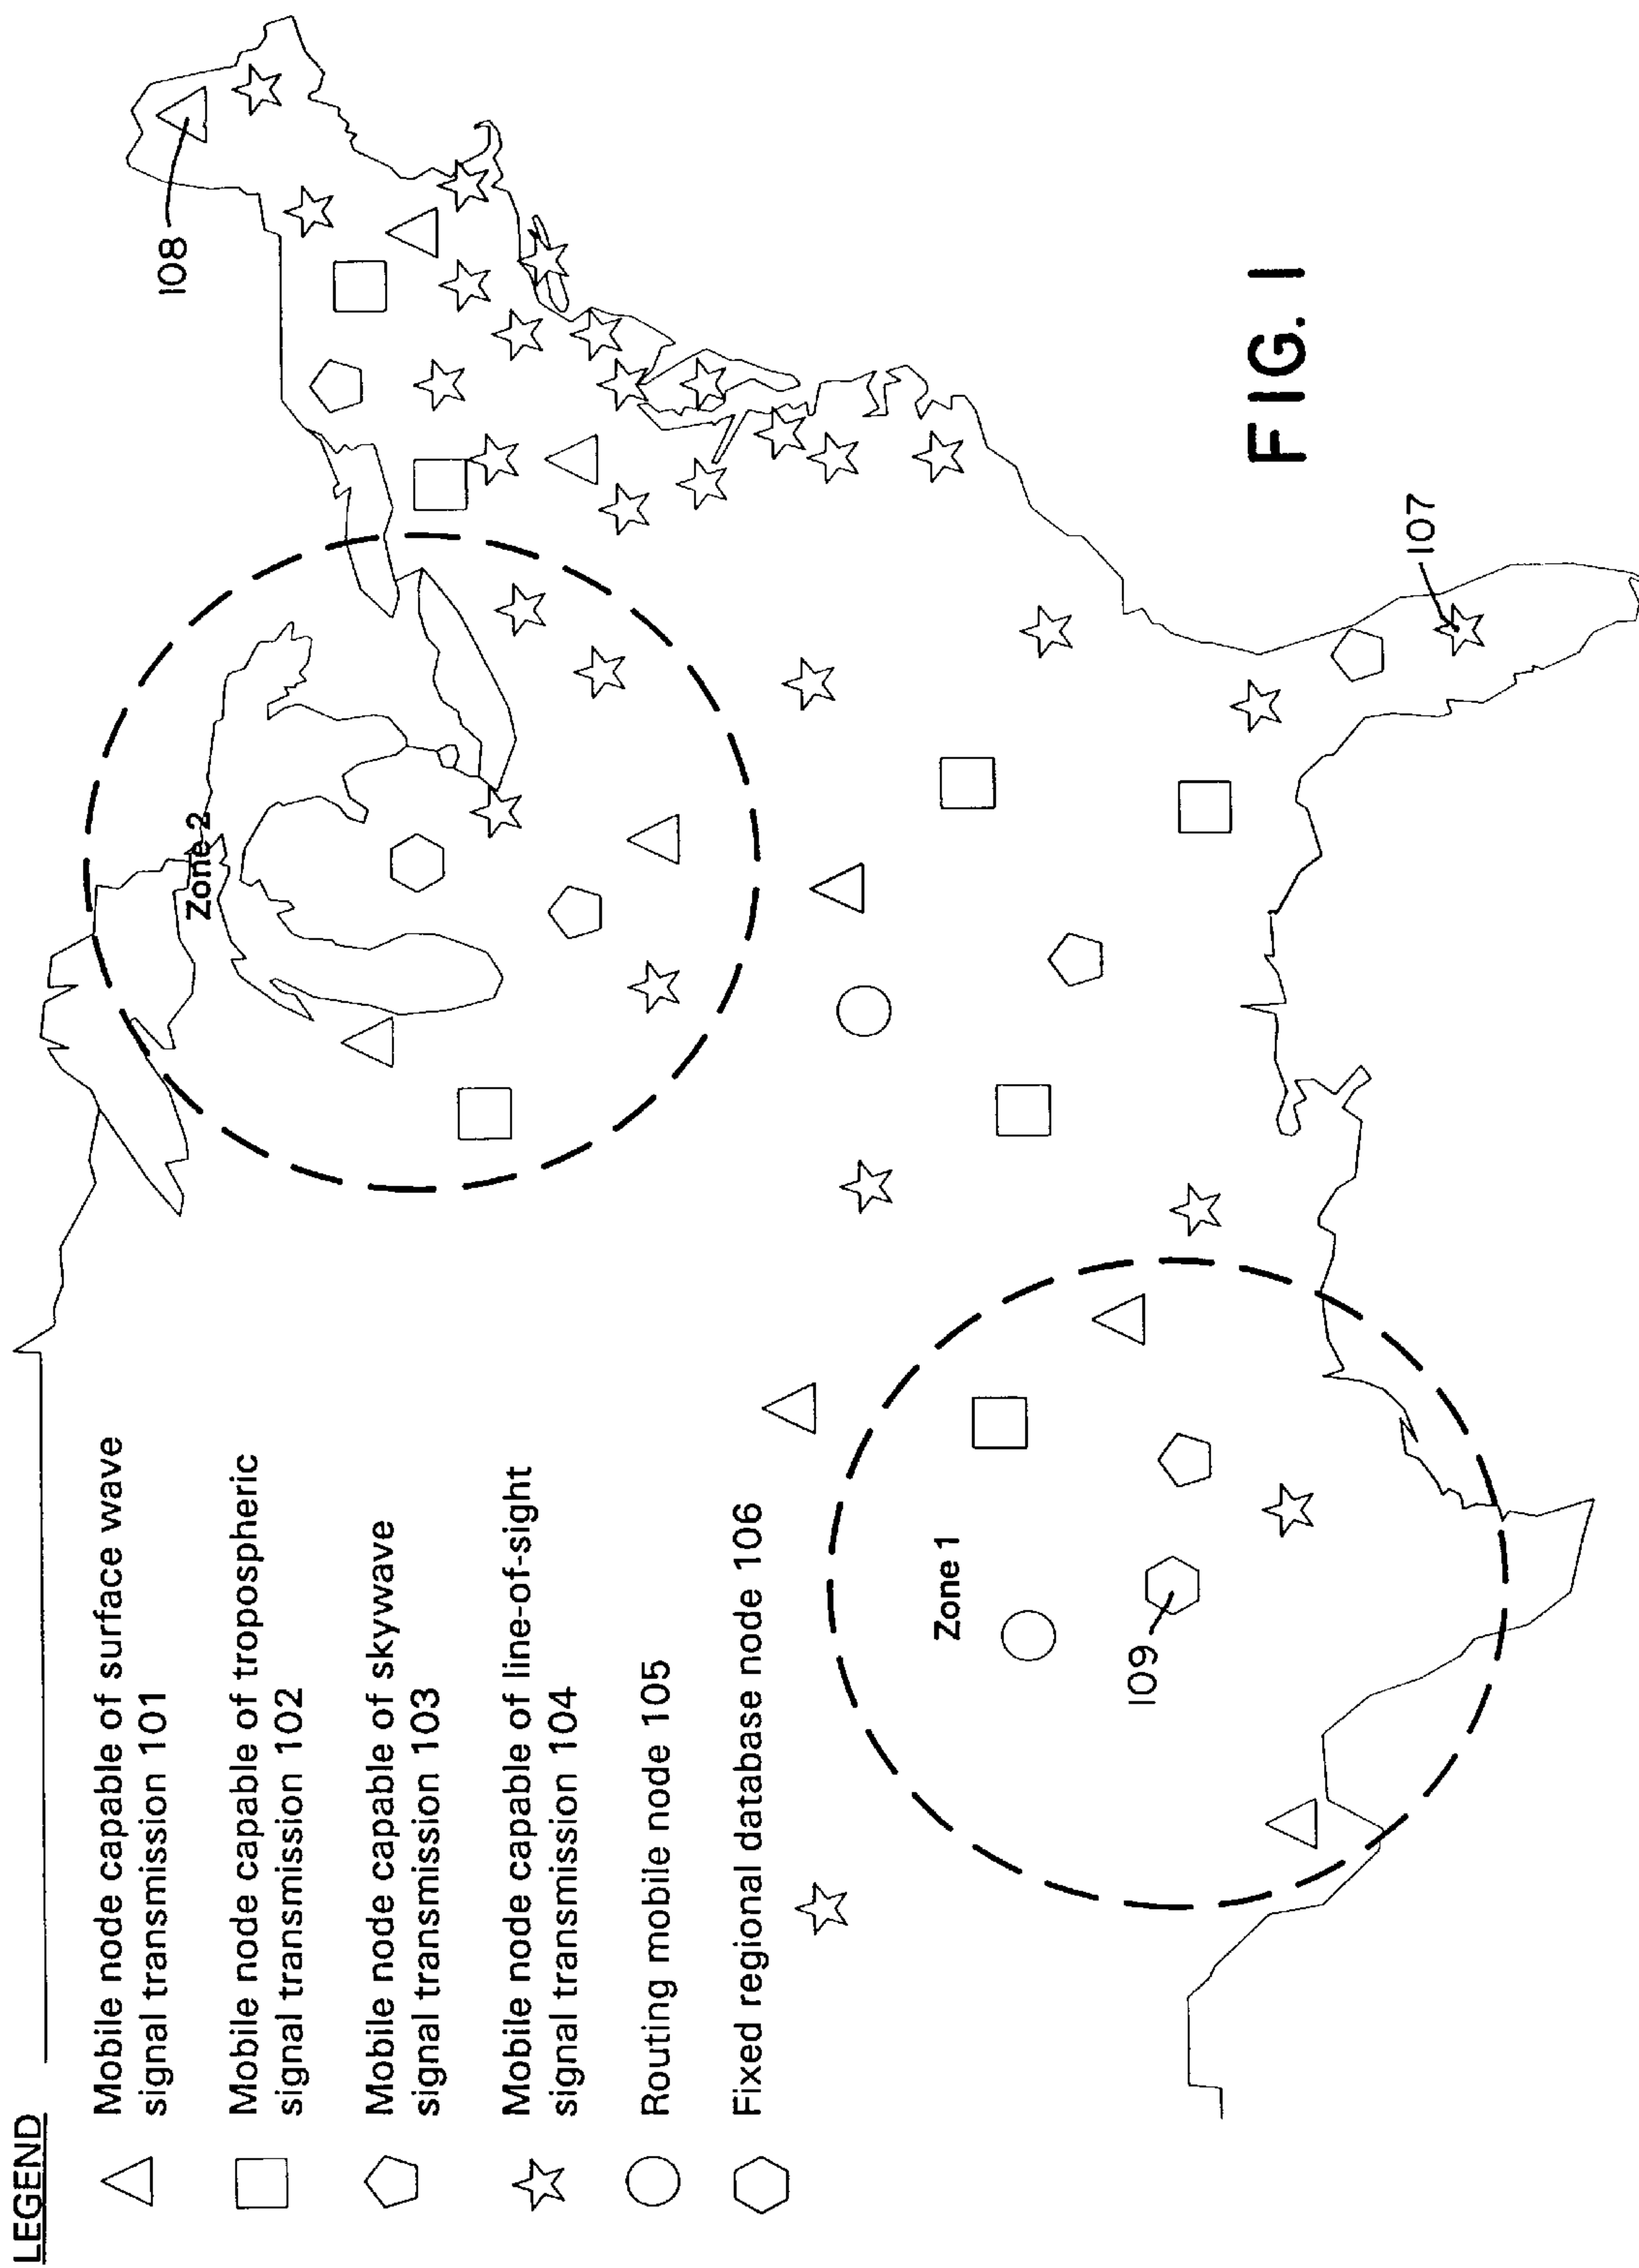 LEGEND
Mobile node capable of surface wave
signal transmission 101
Mobile node capable of tropospheric
signal transmission 102
Mobile node capable of skywave
signal transmission 103
Mobile node capable of line-of-sight
signal transmission 104
Routing mobile node 105
Fixed regional database node 106
Zone 2
108
Zone 1
109
107
FIG. 1